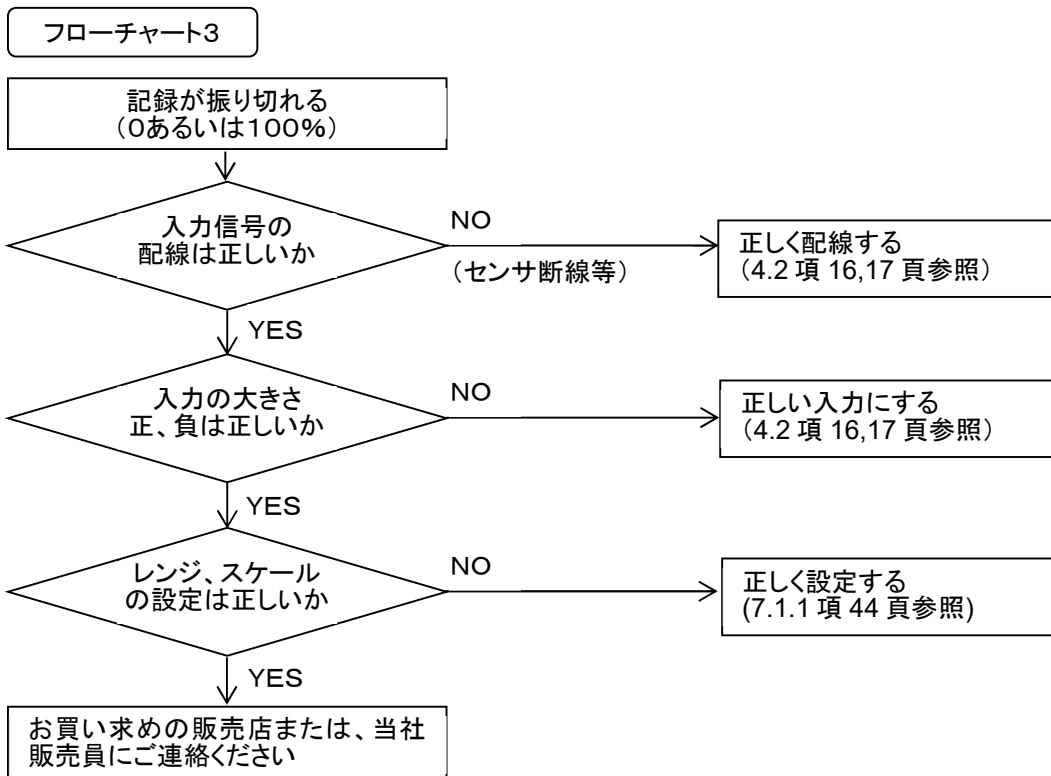 フローチャート3
記録が振り切れる
（0あるいは100%）
入力信号の
配線は正しいか
NO
（センサ断線等）
正しく配線する
（4.2 項 16,17 頁参照）
YES
入力の大きさ
正、負は正しいか
NO
正しい入力にする
（4.2 項 16,17 頁参照）
YES
レンジ、スケール
の設定は正しいか
NO
正しく設定する
(7.1.1 項 44 頁参照)
YES
お買い求めの販売店または、当社
販売員にご連絡ください